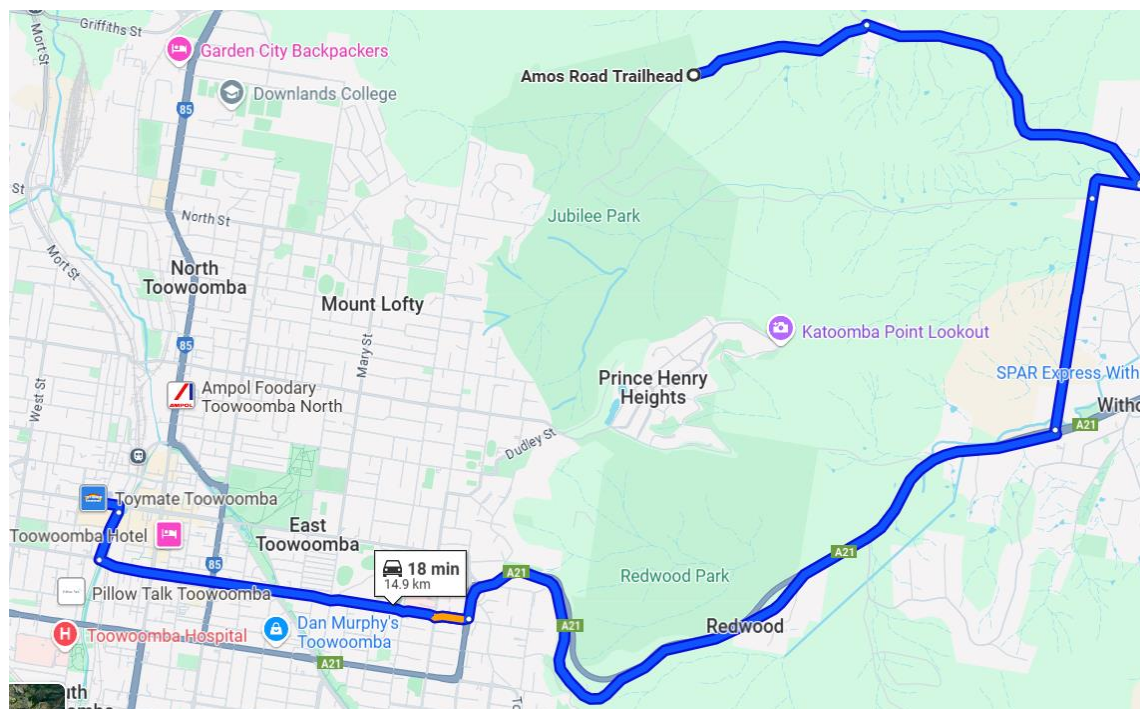 Griffiths St
Mort St
Garden City Backpackers
85
Downlands College
Amos Road Trailhead
St
North St
Jubilee Park
Mort St
North
Toowoomba
Mount Lofty
Katoomba Point Lookout
85
Mary St
Prince Henry
Heights
SPAR Express With
West St
Ampol Foodary
Toowoomba North
AMPOL
Witho
A21
Dudley St
Toymate Toowoomba
Toowoomba Hotel
East
Toowoomba
A21
85
18 min
14.9 km
A21
Redwood Park
Pillow Talk Toowoomba
Dan Murphy's
Toowoomba
A21
Redwood
Toowoomba Hospital
H
A21